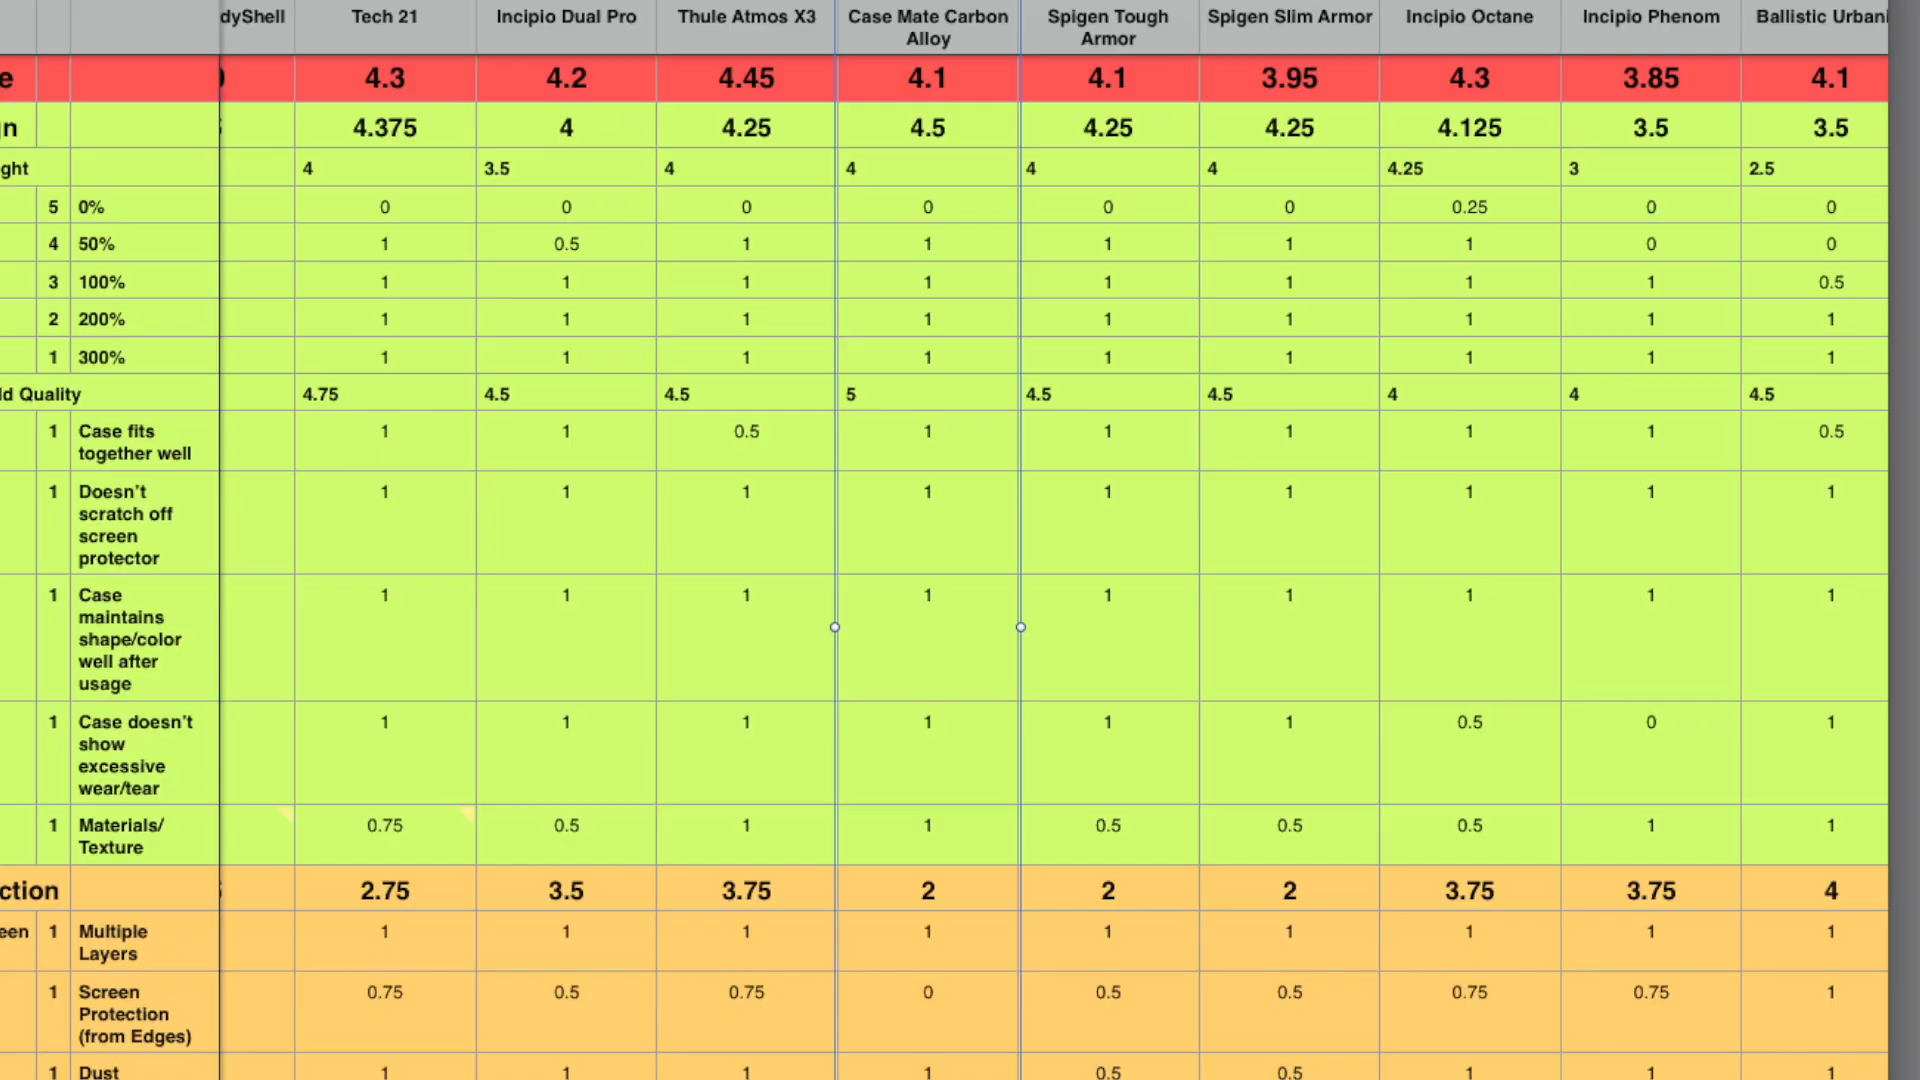 dyShell Tech 21 Incipio Dual Pro Thule Atmos X3 Case Mate Carbon Alloy Spigen Tough Armor Spigen Slim Armor Incipio Octane Incipio Phenom Ballistic Urbani
e 4.3 4.2 4.45 4.1 4.1 3.95 4.3 3.85 4.1
n 4.375 4 4.25 4.5 4.25 4.25 4.125 3.5 3.5
ght 4 3.5 4 4 4 4 4.25 3 2.5
5 0% 0 0 0 0 0 0 0.25 0 0
4 50% 1 0.5 1 1 1 1 1 0 0
3 100% 1 1 1 1 1 1 1 1 0.5
2 200% 1 1 1 1 1 1 1 1 1
1 300% 1 1 1 1 1 1 1 1 1
ld Quality 4.75 4.5 4.5 5 4.5 4.5 4 4 4.5
1 Case fits together well 1 1 0.5 1 1 1 1 1 0.5
1 Doesn't scratch off screen protector 1 1 1 1 1 1 1 1 1
1 Case maintains shape/color well after usage 1 1 1 1 1 1 1 1 1
1 Case doesn't show excessive wear/tear 1 1 1 1 1 1 0.5 0 1
1 Materials/ Texture 0.75 0.5 1 1 0.5 0.5 0.5 1 1
ction 2.75 3.5 3.75 2 2 2 3.75 3.75 4
een 1 Multiple Layers 1 1 1 1 1 1 1 1 1
1 Screen Protection (from Edges) 0.75 0.5 0.75 0 0.5 0.5 0.75 0.75 1
1 Dust 1 1 1 1 0.5 0.5 1 1 1